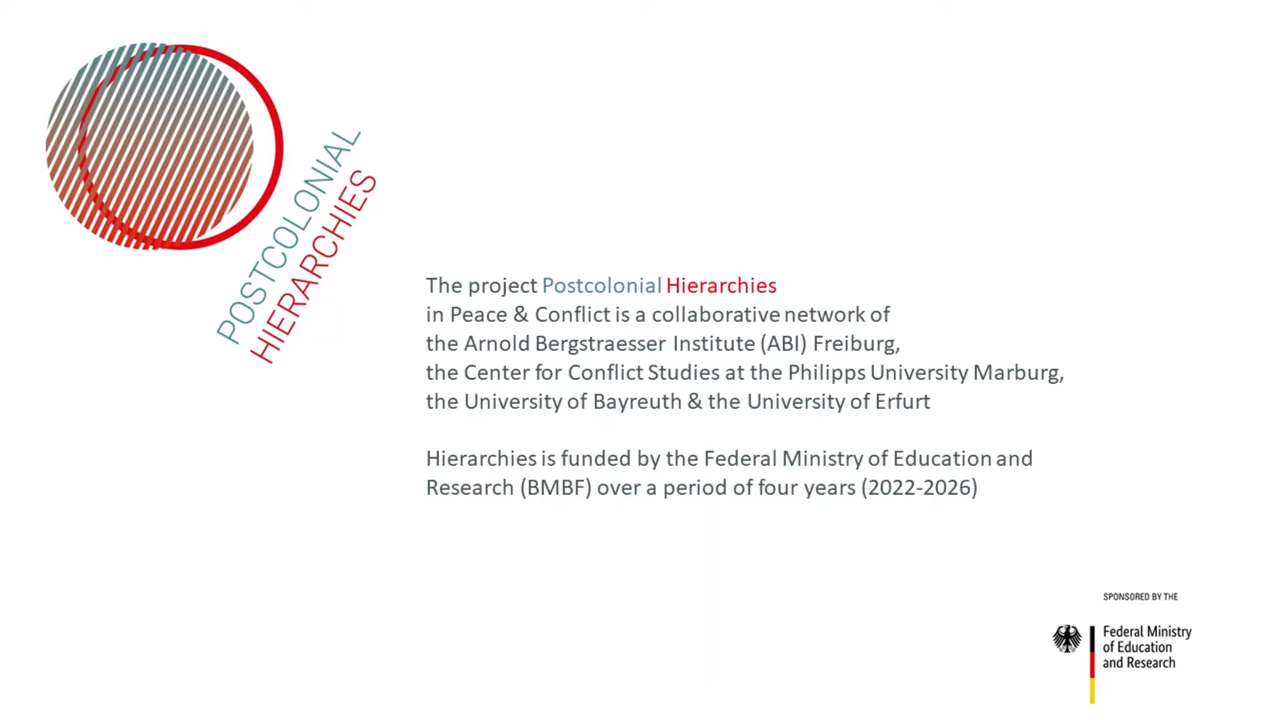 POSTCOLONIAL
HIERARCHIES
The project Postcolonial Hierarchies
in Peace & Conflict is a collaborative network of
the Arnold Bergstraesser Institute (ABI) Freiburg,
the Center for Conflict Studies at the Philipps University Marburg,
the University of Bayreuth & the University of Erfurt
Hierarchies is funded by the Federal Ministry of Education and
Research (BMBF) over a period of four years (2022-2026)
SPONSORED BY THE
Federal Ministry
of Education
and Research